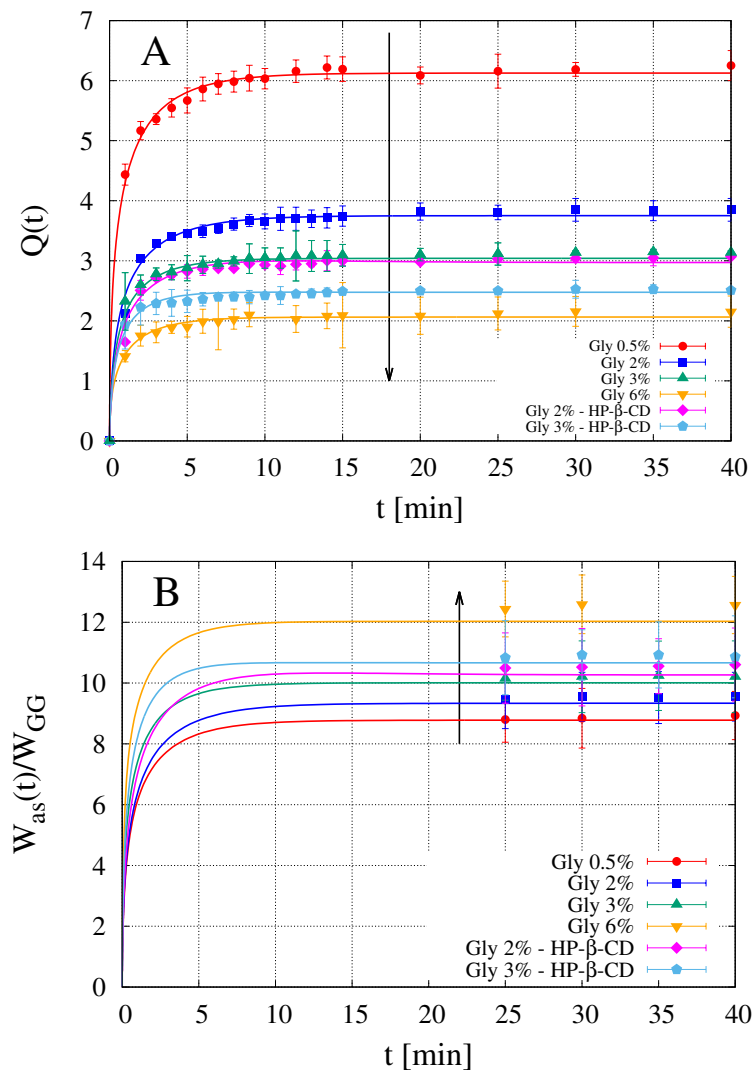 A
7
6
5
4
3
2
1
0
Q(t)
Gly 0.5%
Gly 2%
Gly 3%
Gly 6%
Gly 2% - HP-β-CD
Gly 3% - HP-β-CD
0 5 10 15 20 25 30 35 40
t [min]
B
14
12
10
8
6
4
2
0
W_as(t)/W_GG
Gly 0.5%
Gly 2%
Gly 3%
Gly 6%
Gly 2% - HP-β-CD
Gly 3% - HP-β-CD
0 5 10 15 20 25 30 35 40
t [min]